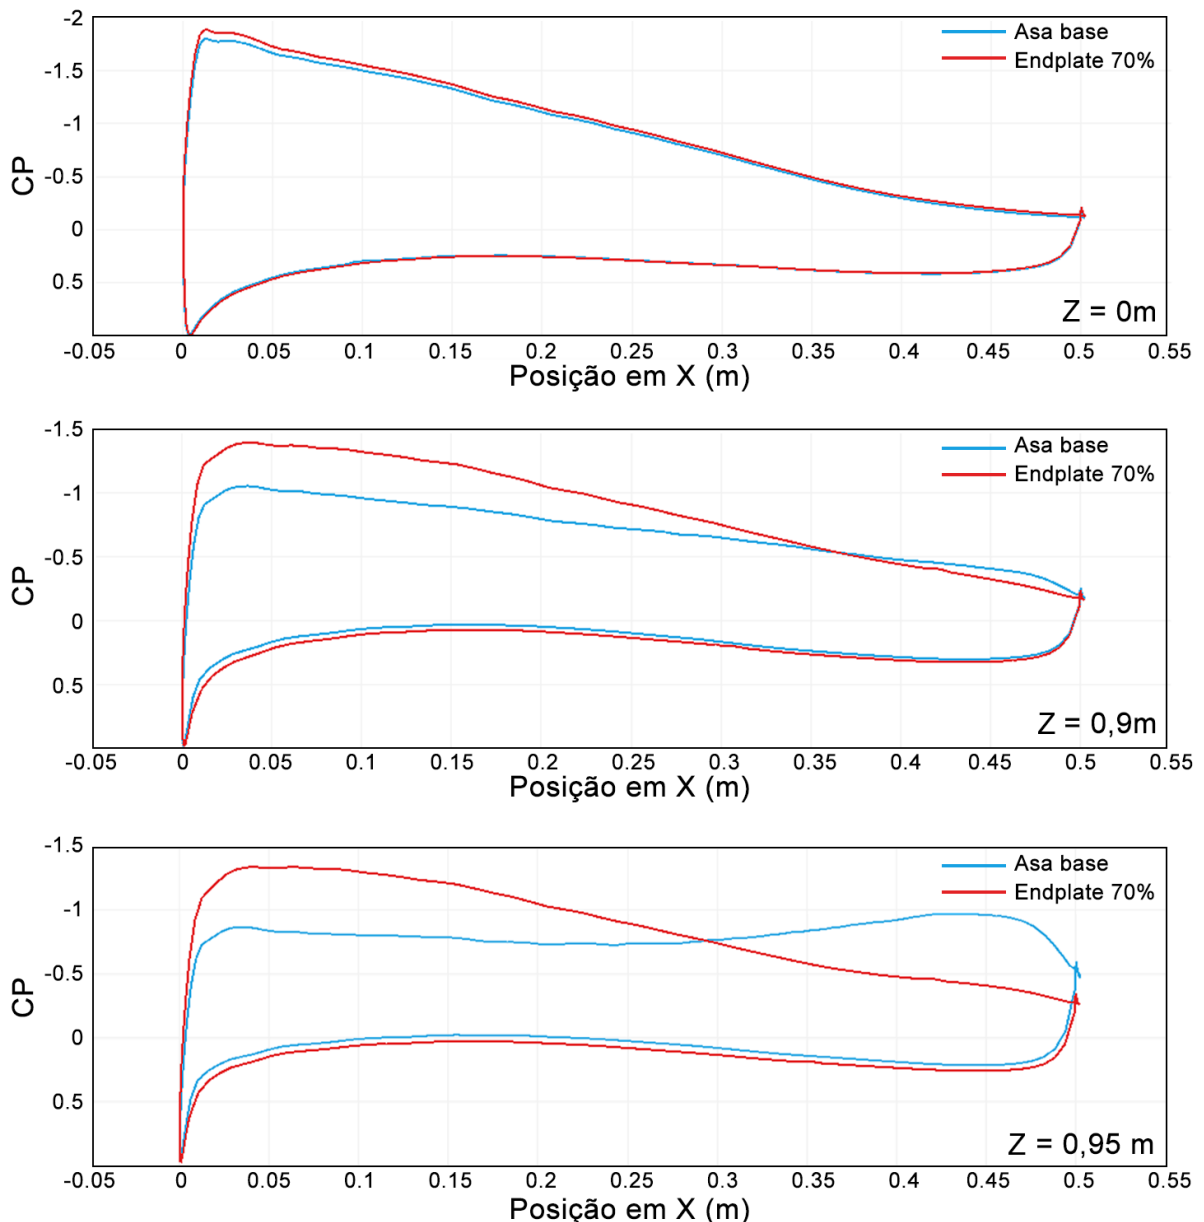 -2
Asa base
Endplate 70%
-1.5
-1
-0.5
0
0.5
CP
Z = 0m
-0.05 0 0.05 0.1 0.15 0.2 0.25 0.3 0.35 0.4 0.45 0.5 0.55
Posição em X (m)
-1.5
Asa base
Endplate 70%
-1
-0.5
0
0.5
CP
Z = 0,9m
-0.05 0 0.05 0.1 0.15 0.2 0.25 0.3 0.35 0.4 0.45 0.5 0.55
Posição em X (m)
-1.5
Asa base
Endplate 70%
-1
-0.5
0
0.5
CP
Z = 0,95 m
-0.05 0 0.05 0.1 0.15 0.2 0.25 0.3 0.35 0.4 0.45 0.5 0.55
Posição em X (m)